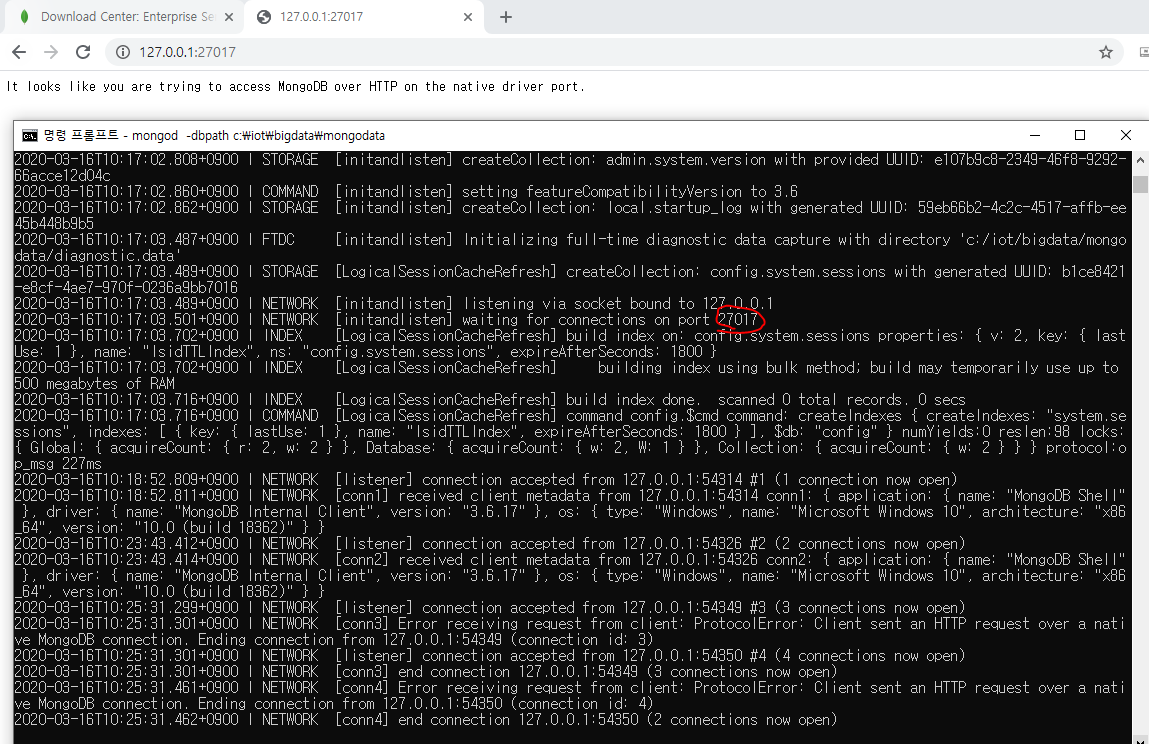 Download Center: Enterprise Se
127.0.0.1:27017
127.0.0.1:27017
It looks like you are trying to access MongoDB over HTTP on the native driver port.
명령 프롬프트 - mongod  -dbpath c:₩iot₩bigdata₩mongodata
2020-03-16T10:17:02.808+0900 I STORAGE  [initandlisten] createCollection: admin.system.version with provided UUID: e107b9c8-2349-46f8-9292-
66acce12d04c
2020-03-16T10:17:02.860+0900 I COMMAND  [initandlisten] setting featureCompatibilityVersion to 3.6
2020-03-16T10:17:02.862+0900 I STORAGE  [initandlisten] createCollection: local.startup_log with generated UUID: 59eb66b2-4c2c-4517-affb-ee
45b448b9b5
2020-03-16T10:17:03.487+0900 I FTDC     [initandlisten] Initializing full-time diagnostic data capture with directory 'c:/iot/bigdata/mongo
data/diagnostic.data'
2020-03-16T10:17:03.489+0900 I STORAGE  [LogicalSessionCacheRefresh] createCollection: config.system.sessions with generated UUID: b1ce8421
-e8cf-4ae7-970f-0236a9bb7016
2020-03-16T10:17:03.489+0900 I NETWORK  [initandlisten] listening via socket bound to 127.0.0.1
2020-03-16T10:17:03.501+0900 I NETWORK  [initandlisten] waiting for connections on port 27017
2020-03-16T10:17:03.702+0900 I INDEX    [LogicalSessionCacheRefresh] build index on: config.system.sessions properties: { v: 2, key: { last
Use: 1 }, name: "lsidTTLIndex", ns: "config.system.sessions", expireAfterSeconds: 1800 }
2020-03-16T10:17:03.702+0900 I INDEX    [LogicalSessionCacheRefresh]     building index using bulk method; build may temporarily use up to
500 megabytes of RAM
2020-03-16T10:17:03.716+0900 I INDEX    [LogicalSessionCacheRefresh] build index done.  scanned 0 total records. 0 secs
2020-03-16T10:17:03.716+0900 I COMMAND  [LogicalSessionCacheRefresh] command config.$cmd command: createIndexes { createIndexes: "system.se
ssions", indexes: [ { key: { lastUse: 1 }, name: "lsidTTLIndex", expireAfterSeconds: 1800 } ], $db: "config" } numYields:0 reslen:98 locks:
{ Global: { acquireCount: { r: 2, w: 2 } }, Database: { acquireCount: { w: 2, W: 1 } }, Collection: { acquireCount: { w: 2 } } } protocol:o
p_msg 227ms
2020-03-16T10:18:52.809+0900 I NETWORK  [listener] connection accepted from 127.0.0.1:54314 #1 (1 connection now open)
2020-03-16T10:18:52.811+0900 I NETWORK  [conn1] received client metadata from 127.0.0.1:54314 conn1: { application: { name: "MongoDB Shell"
 }, driver: { name: "MongoDB Internal Client", version: "3.6.17" }, os: { type: "Windows", name: "Microsoft Windows 10", architecture: "x86
_64", version: "10.0 (build 18362)" } }
2020-03-16T10:23:43.412+0900 I NETWORK  [listener] connection accepted from 127.0.0.1:54326 #2 (2 connections now open)
2020-03-16T10:23:43.414+0900 I NETWORK  [conn2] received client metadata from 127.0.0.1:54326 conn2: { application: { name: "MongoDB Shell"
 }, driver: { name: "MongoDB Internal Client", version: "3.6.17" }, os: { type: "Windows", name: "Microsoft Windows 10", architecture: "x86
_64", version: "10.0 (build 18362)" } }
2020-03-16T10:25:31.299+0900 I NETWORK  [listener] connection accepted from 127.0.0.1:54349 #3 (3 connections now open)
2020-03-16T10:25:31.301+0900 I NETWORK  [conn3] Error receiving request from client: ProtocolError: Client sent an HTTP request over a nati
ve MongoDB connection. Ending connection from 127.0.0.1:54349 (connection id: 3)
2020-03-16T10:25:31.301+0900 I NETWORK  [listener] connection accepted from 127.0.0.1:54350 #4 (4 connections now open)
2020-03-16T10:25:31.301+0900 I NETWORK  [conn3] end connection 127.0.0.1:54349 (3 connections now open)
2020-03-16T10:25:31.461+0900 I NETWORK  [conn4] Error receiving request from client: ProtocolError: Client sent an HTTP request over a nati
ve MongoDB connection. Ending connection from 127.0.0.1:54350 (connection id: 4)
2020-03-16T10:25:31.462+0900 I NETWORK  [conn4] end connection 127.0.0.1:54350 (2 connections now open)